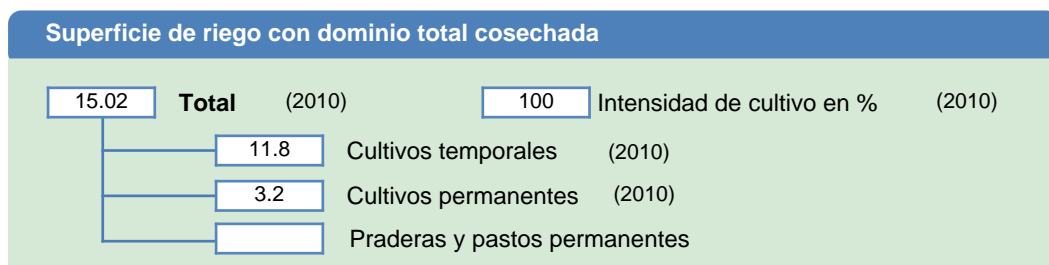 Superficie de riego con dominio total cosechada
15.02 Total (2010) 100 Intensidad de cultivo en % (2010)
11.8 Cultivos temporales (2010)
3.2 Cultivos permanentes (2010)
Praderas y pastos permanentes